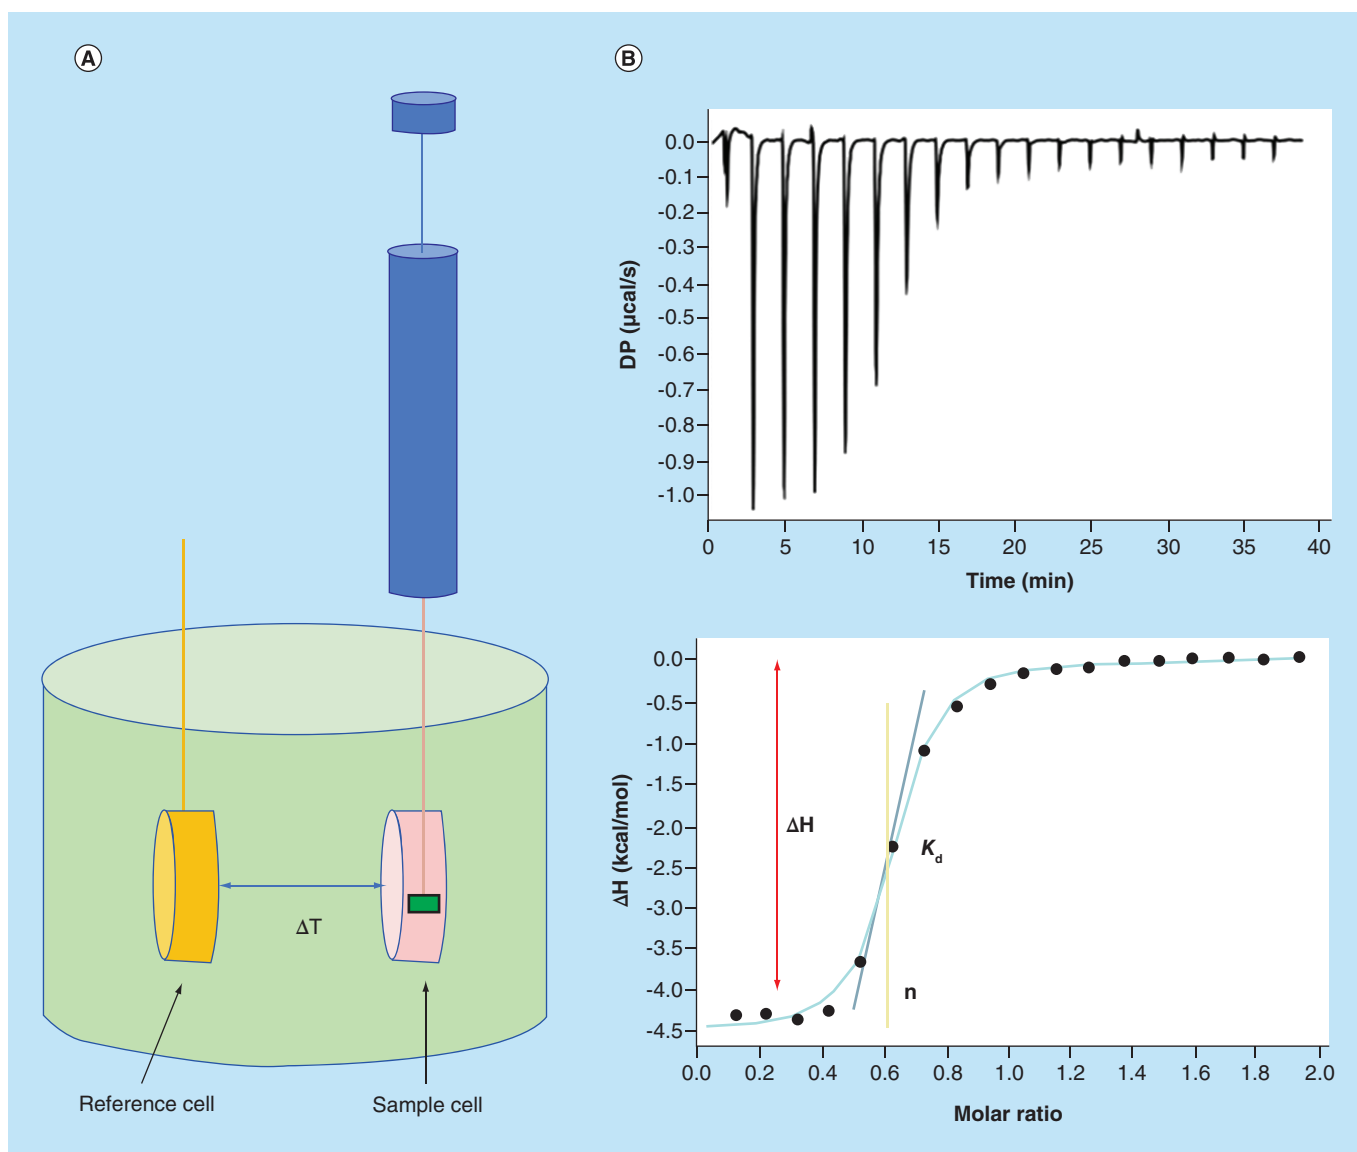 A
B
0.0
-0.1
-0.2
-0.3
-0.4
-0.5
-0.6
-0.7
-0.8
-0.9
-1.0
DP (µcal/s)
0 5 10 15 20 25 30 35 40
Time (min)
0.0
-0.5
-1.0
-1.5
-2.0
-2.5
-3.0
-3.5
-4.0
-4.5
ΔH (kcal/mol)
ΔH
Kd
n
0.0 0.2 0.4 0.6 0.8 1.0 1.2 1.4 1.6 1.8 2.0
Molar ratio
ΔT
Reference cell
Sample cell